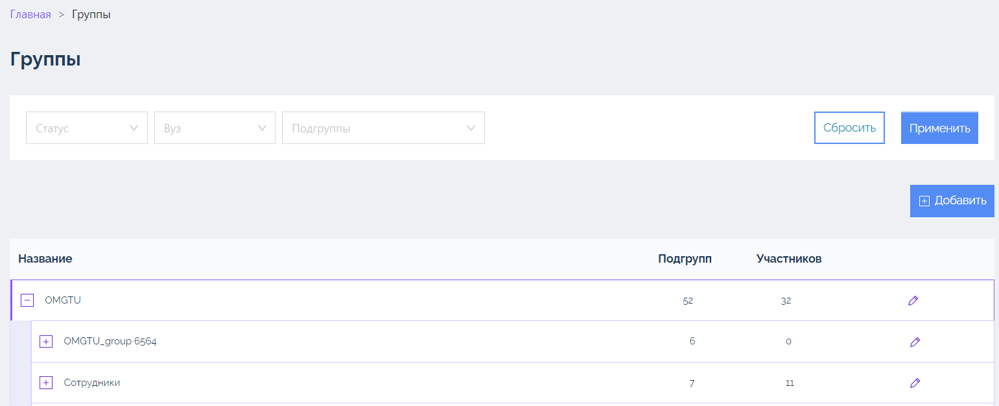 Главная > Группы
Группы
Статус Вуз Подгруппы Сбросить Применить
Добавить
Название Подгрупп Участников
OMGTU 52 32
OMGTU_group 6564 6 0
Сотрудники 7 11